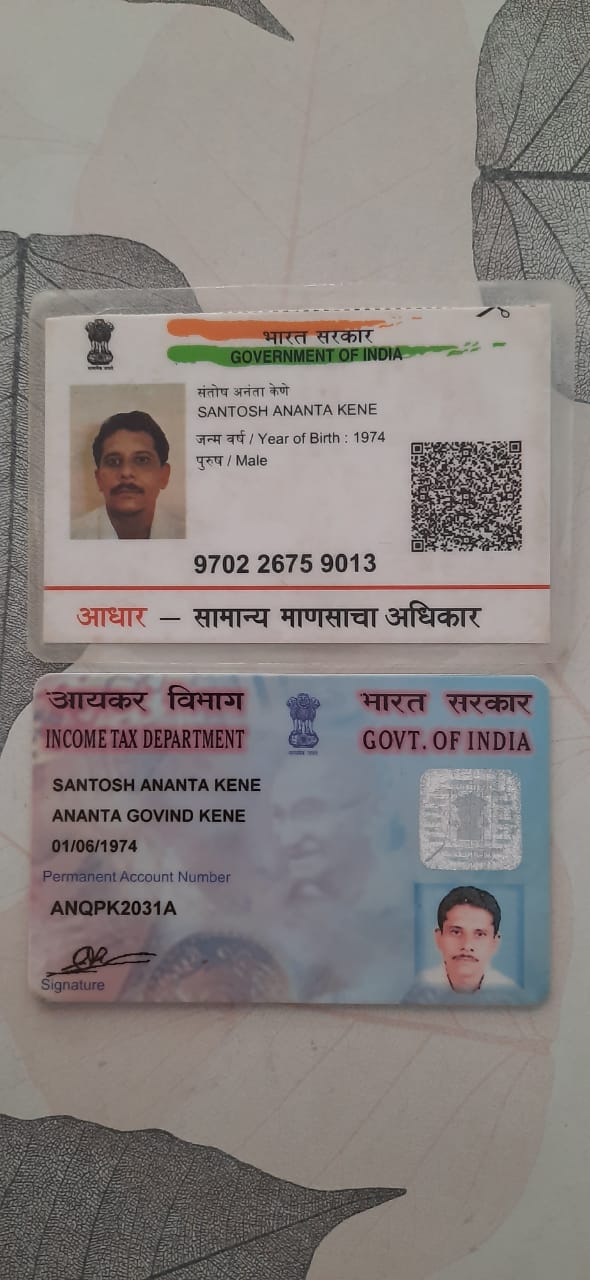 भारत सरकार
GOVERNMENT OF INDIA
संतोष अनंता केणे
SANTOSH ANANTA KENE
जन्म वर्ष / Year of Birth : 1974
पुरुष / Male
9702 2675 9013
आधार – सामान्य माणसाचा अधिकार
आयकर विभाग
INCOME TAX DEPARTMENT
भारत सरकार
GOVT. OF INDIA
SANTOSH ANANTA KENE
ANANTA GOVIND KENE
01/06/1974
Permanent Account Number
ANQPK2031A
Signature